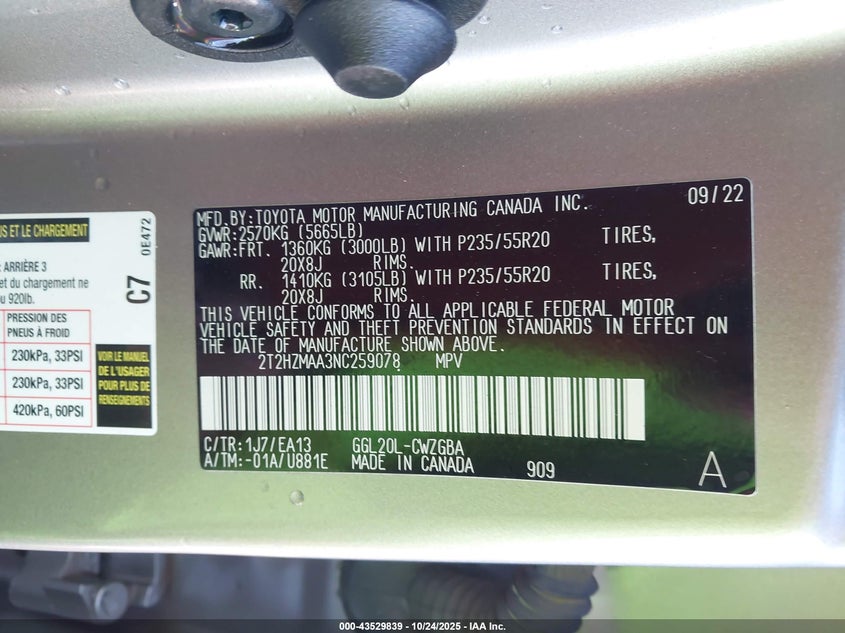 US ET LE CHARGEMENT
: ARRIÈRE 3
et du chargement ne
u 920lb.
PRESSION DES
PNEUS À FROID
230kPa, 33PSI
230kPa, 33PSI
420kPa, 60PSI
C7
0E472
VOIR LE MANUEL
DE L'USAGER
POUR PLUS DE
RENSEIGNEMENTS
MFD.BY:TOYOTA MOTOR MANUFACTURING CANADA INC. 09/22
GVWR:2570KG (5665LB)
GAWR:FRT. 1360KG (3000LB) WITH P235/55R20 TIRES,
20X8J RIMS.
RR. 1410KG (3105LB) WITH P235/55R20 TIRES,
20X8J RIMS.
THIS VEHICLE CONFORMS TO ALL APPLICABLE FEDERAL MOTOR
VEHICLE SAFETY AND THEFT PREVENTION STANDARDS IN EFFECT ON
THE DATE OF MANUFACTURE SHOWN ABOVE.
2T2HZMAA3NC259078 MPV
C/TR:1J7/EA13 GGL20L-CWZGBA
A/TM:-01A/U881E MADE IN CANADA 909
A
000-43529839 - 10/24/2025 - IAA Inc.